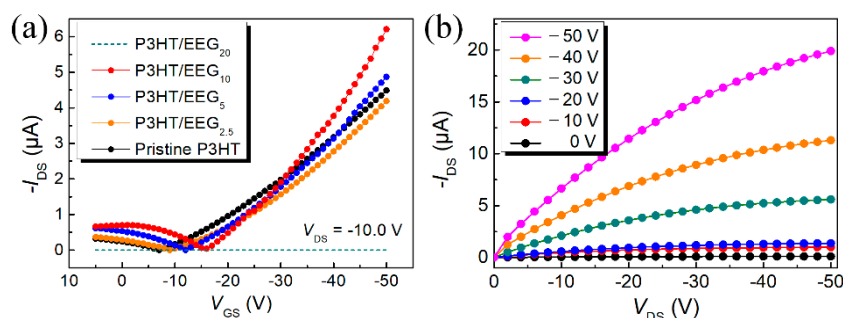 (a)
P3HT/EEG20
P3HT/EEG10
P3HT/EEG5
P3HT/EEG2.5
Pristine P3HT
VDS = -10.0 V
-IDS (µA)
6
5
4
3
2
1
0
10 0 -10 -20 -30 -40 -50
VGS (V)
(b)
−50 V
−40 V
−30 V
−20 V
−10 V
0 V
-IDS (µA)
20
15
10
5
0
0 -10 -20 -30 -40 -50
VDS (V)